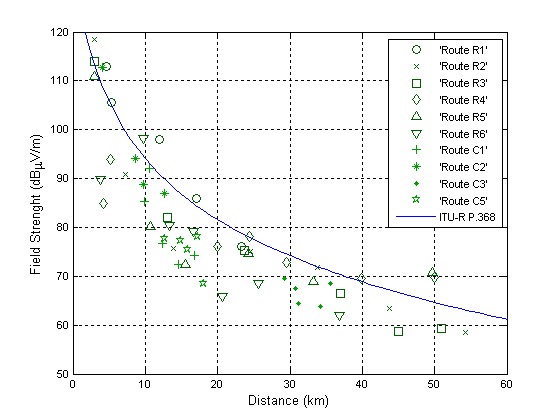 120
110
100
90
80
70
60
50
Field Strenght (dBµV/m)
0
10
20
30
40
50
60
Distance (km)
'Route R1'
'Route R2'
'Route R3'
'Route R4'
'Route R5'
'Route R6'
'Route C1'
'Route C2'
'Route C3'
'Route C5'
ITU-R P.368